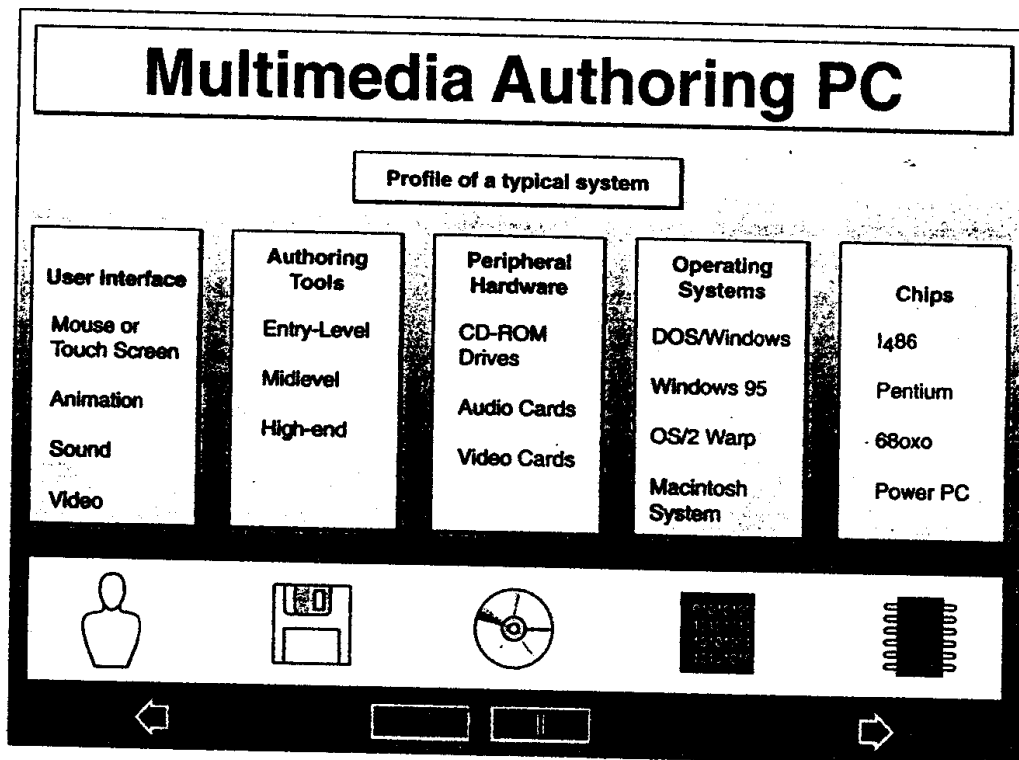 Multimedia Authoring PC
Profile of a typical system
User Interface
Mouse or
Touch Screen
Animation
Sound
Video
Authoring
Tools
Entry-Level
Midlevel
High-end
Peripheral
Hardware
CD-ROM
Drives
Audio Cards
Video Cards
Operating
Systems
DOS/Windows
Windows 95
OS/2 Warp
Macintosh
System
Chips
I486
Pentium
68oxo
Power PC